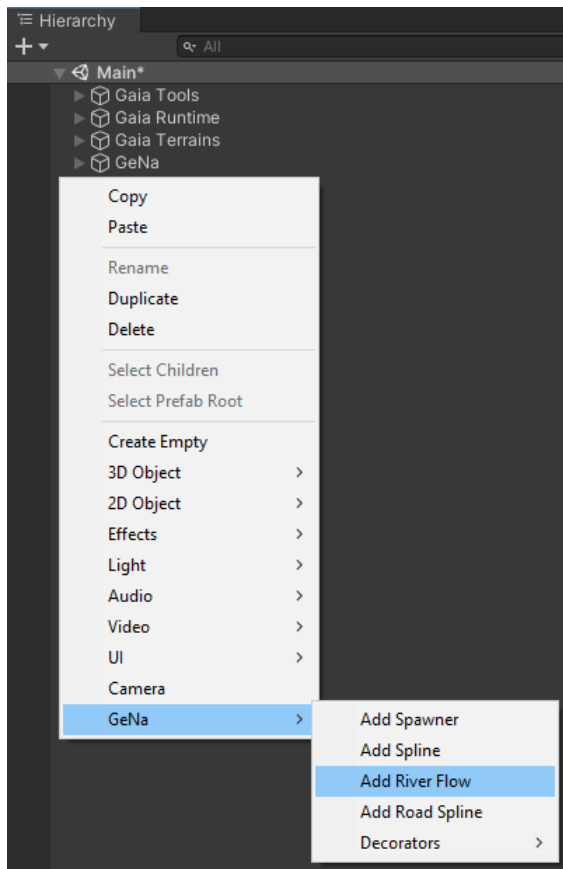 Hierarchy
All
Main*
Gaia Tools
Gaia Runtime
Gaia Terrains
GeNa
Copy
Paste
Rename
Duplicate
Delete
Select Children
Select Prefab Root
Create Empty
3D Object
2D Object
Effects
Light
Audio
Video
UI
Camera
GeNa
Add Spawner
Add Spline
Add River Flow
Add Road Spline
Decorators